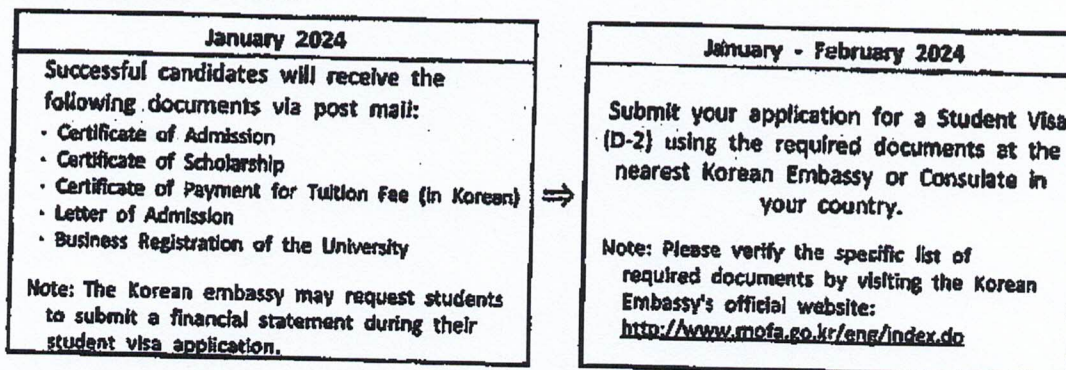 January 2024
Successful candidates will receive the
following documents via post mail:
· Certificate of Admission
· Certificate of Scholarship
· Certificate of Payment for Tuition Fee (in Korean)
· Letter of Admission
· Business Registration of the University
Note: The Korean embassy may request students
to submit a financial statement during their
student visa application.
⇒
January - February 2024
Submit your application for a Student Visa
(D-2) using the required documents at the
nearest Korean Embassy or Consulate in
your country.
Note: Please verify the specific list of
required documents by visiting the Korean
Embassy's official website:
http://www.mofa.go.kr/eng/index.do